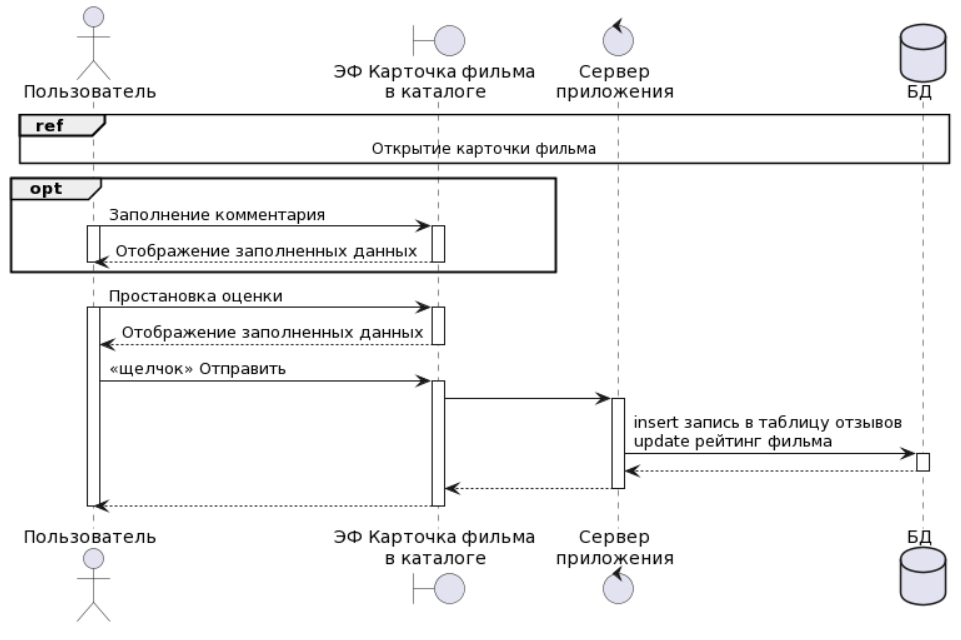 Пользователь
ЭФ Карточка фильма
в каталоге
Сервер
приложения
БД
ref
Открытие карточки фильма
opt
Заполнение комментария
Отображение заполненных данных
Простановка оценки
Отображение заполненных данных
«щелчок» Отправить
insert запись в таблицу отзывов
update рейтинг фильма
Пользователь
ЭФ Карточка фильма
в каталоге
Сервер
приложения
БД